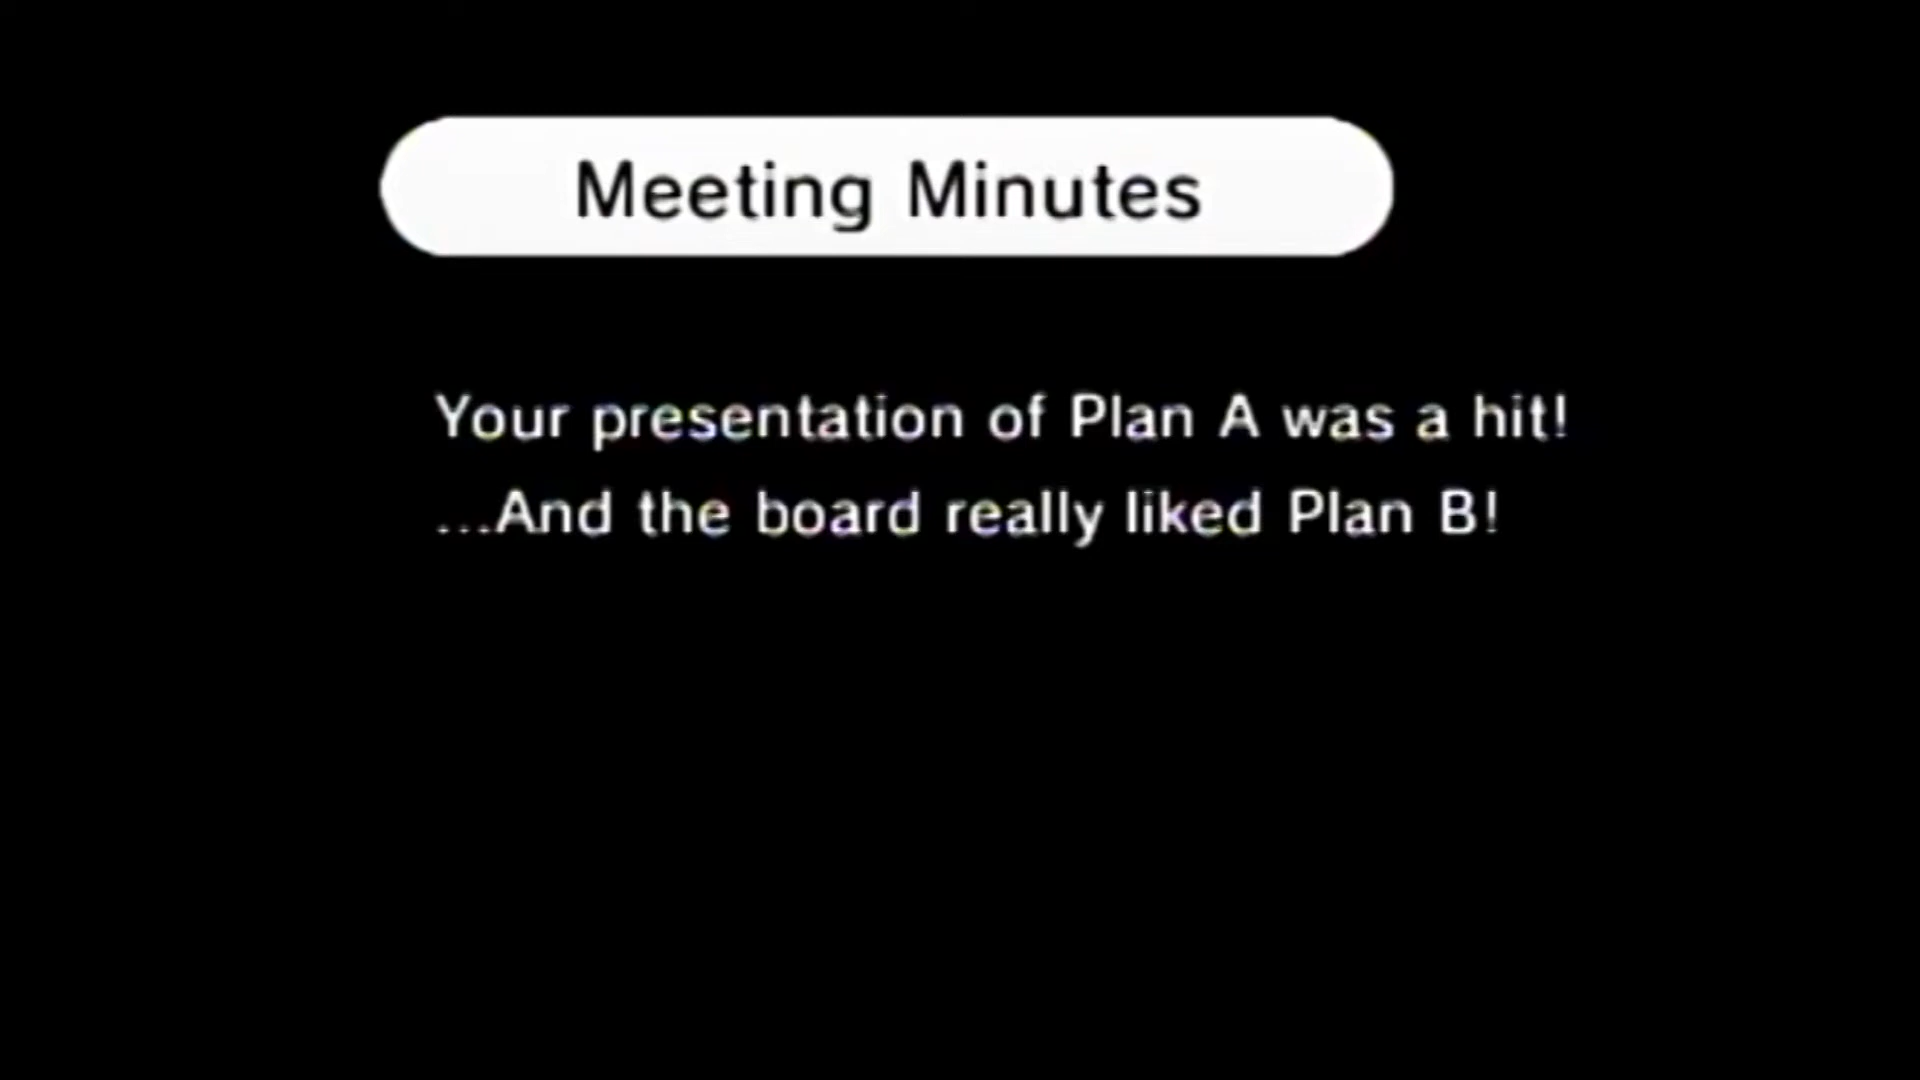 Meeting Minutes
Your presentation of Plan A was a hit!
...And the board really liked Plan B!